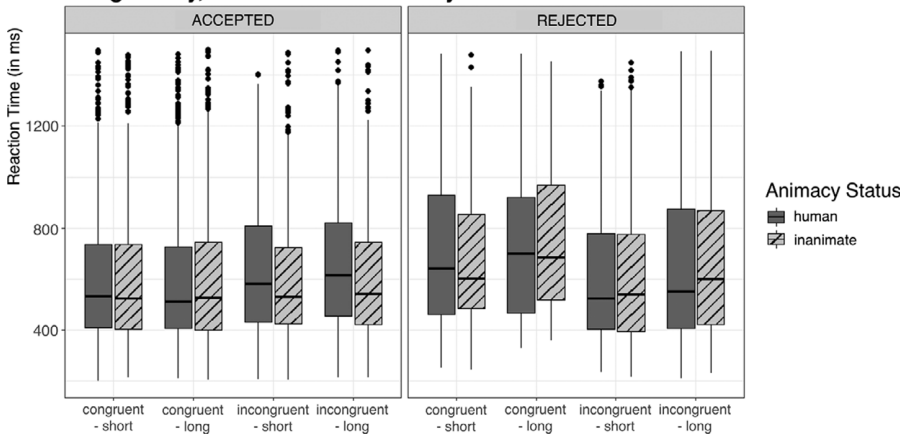 ACCEPTED
REJECTED
Reaction Time (in ms)
1200
800
400
congruent
- short
congruent
- long
incongruent
- short
incongruent
- long
congruent
- short
congruent
- long
incongruent
- short
incongruent
- long
Animacy Status
human
inanimate